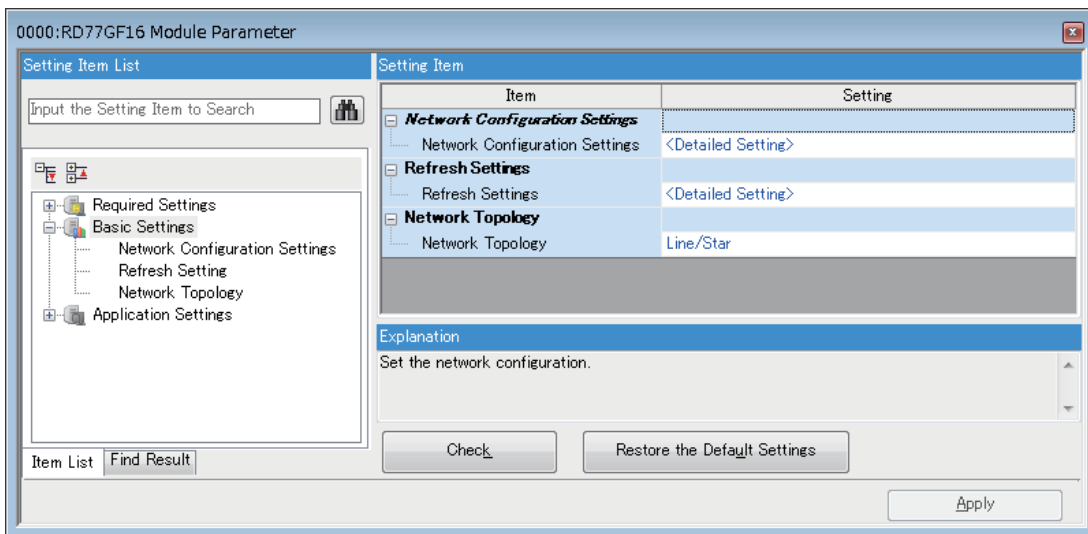 0000:RD77GF16 Module Parameter
Setting Item List
Input the Setting Item to Search
Required Settings
Basic Settings
Network Configuration Settings
Refresh Setting
Network Topology
Application Settings
Item List Find Result
Setting Item
Item Setting
Network Configuration Settings
Network Configuration Settings <Detailed Setting>
Refresh Settings
Refresh Settings <Detailed Setting>
Network Topology
Network Topology Line/Star
Explanation
Set the network configuration.
Check Restore the Default Settings
Apply